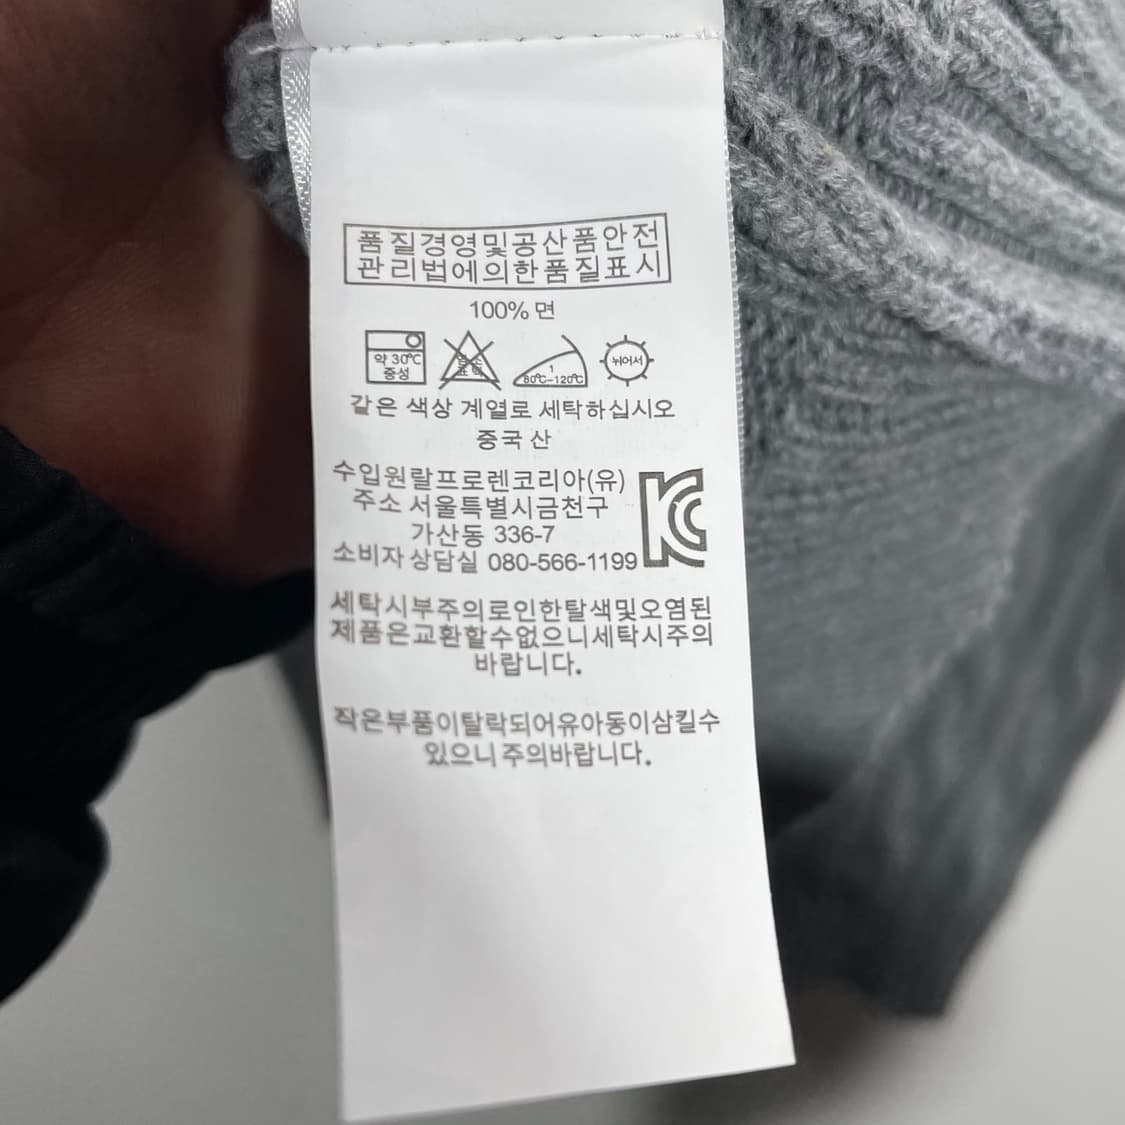 품질경영및공산품안전
관리법에의한품질표시
100% 면
약 30℃
중성
염소
표백
1
80℃-120℃
뉘어서
같은 색상 계열로 세탁하십시오
중국 산
수입원랄프로렌코리아(유)
주소 서울특별시금천구
가산동 336-7
소비자상담실 080-566-1199
KC
세탁시부주의로인한탈색및오염된
제품은교환할수없으니세탁시주의
바랍니다.
작은부품이탈락되어유아동이삼킬수
있으니주의바랍니다.